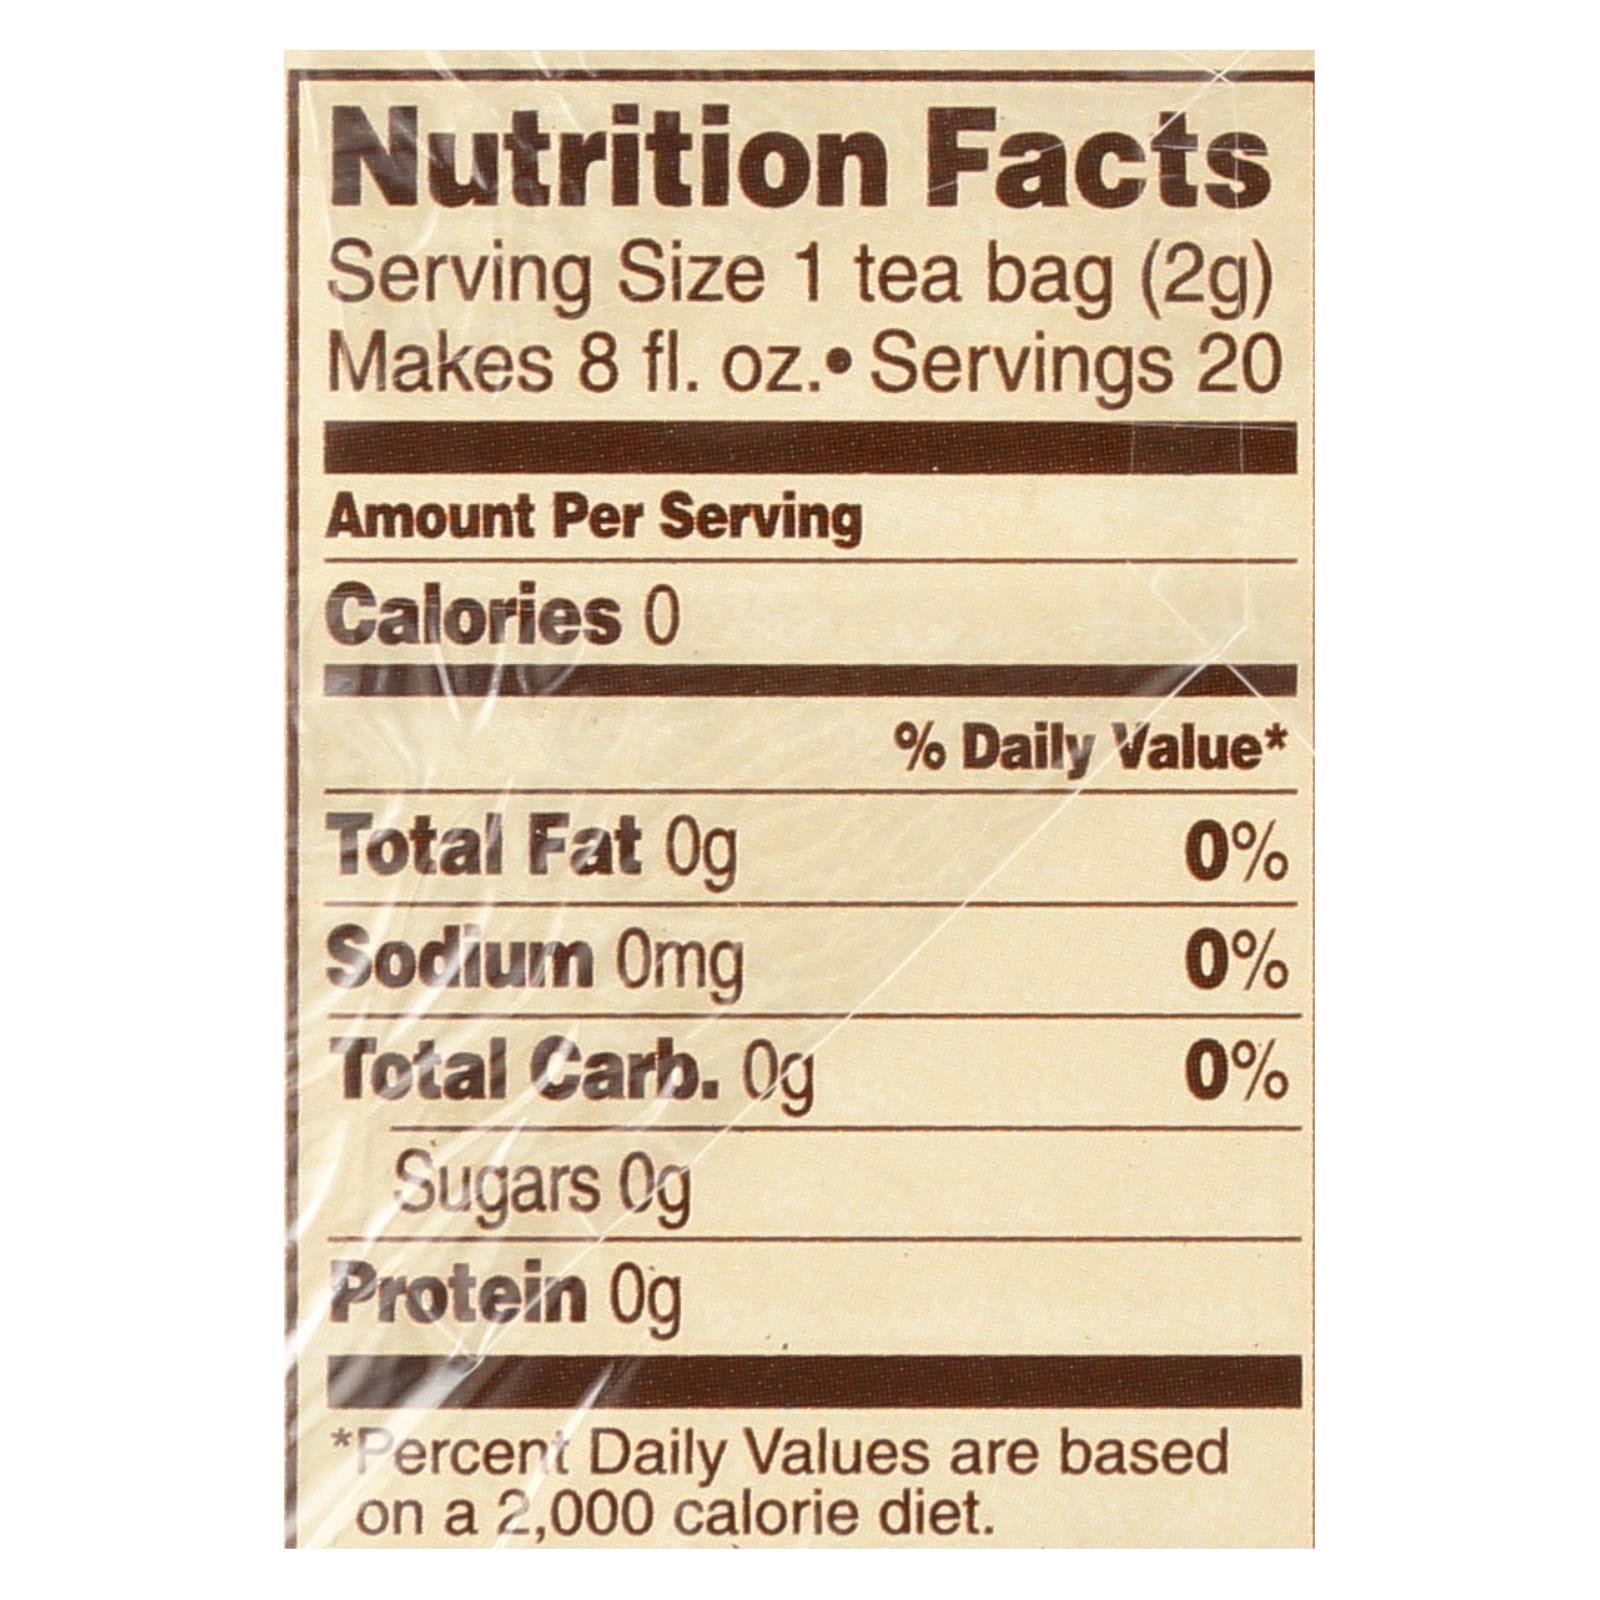 Nutrition Facts
Serving Size 1 tea bag (2g)
Makes 8 fl. oz.• Servings 20
Amount Per Serving
Calories 0
% Daily Value*
Total Fat 0g 0%
Sodium 0mg 0%
Total Carb. 0g 0%
Sugars 0g
Protein 0g
*Percent Daily Values are based
on a 2,000 calorie diet.